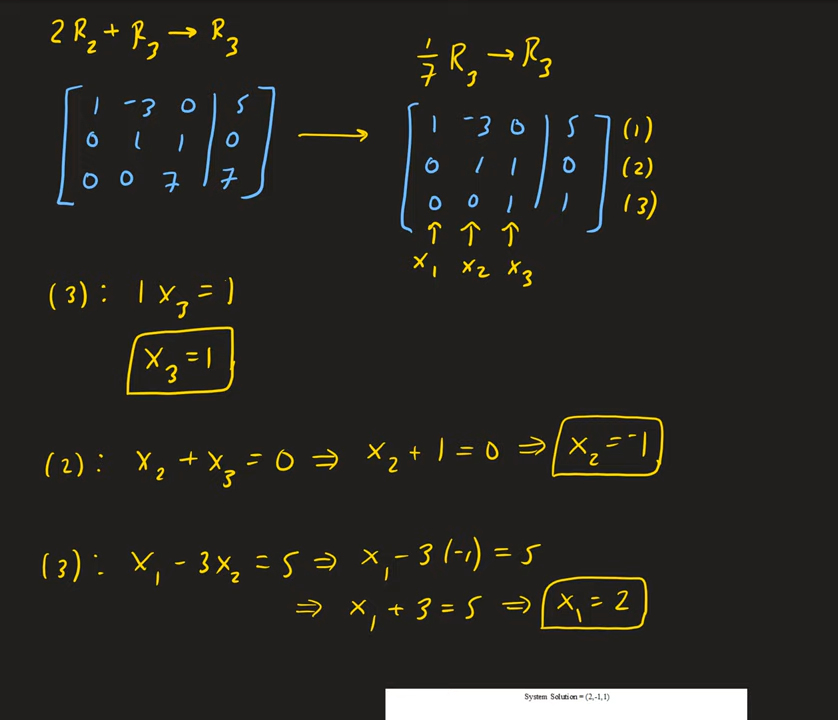 2R₂ + R₃ → R₃
[ 1 -3 0 | 5 ]
[ 0 1 1 | 0 ]
[ 0 0 7 | 7 ]
→
1/7 R₃ → R₃
[ 1 -3 0 | 5 ] (1)
[ 0 1 1 | 0 ] (2)
[ 0 0 1 | 1 ] (3)
↑ ↑ ↑
x₁ x₂ x₃
(3): 1x₃ = 1
x₃ = 1
(2): x₂ + x₃ = 0 ⇒ x₂ + 1 = 0 ⇒ x₂ = -1
(3): x₁ - 3x₂ = 5 ⇒ x₁ - 3(-1) = 5
⇒ x₁ + 3 = 5 ⇒ x₁ = 2
System Solution = (2,-1,1)